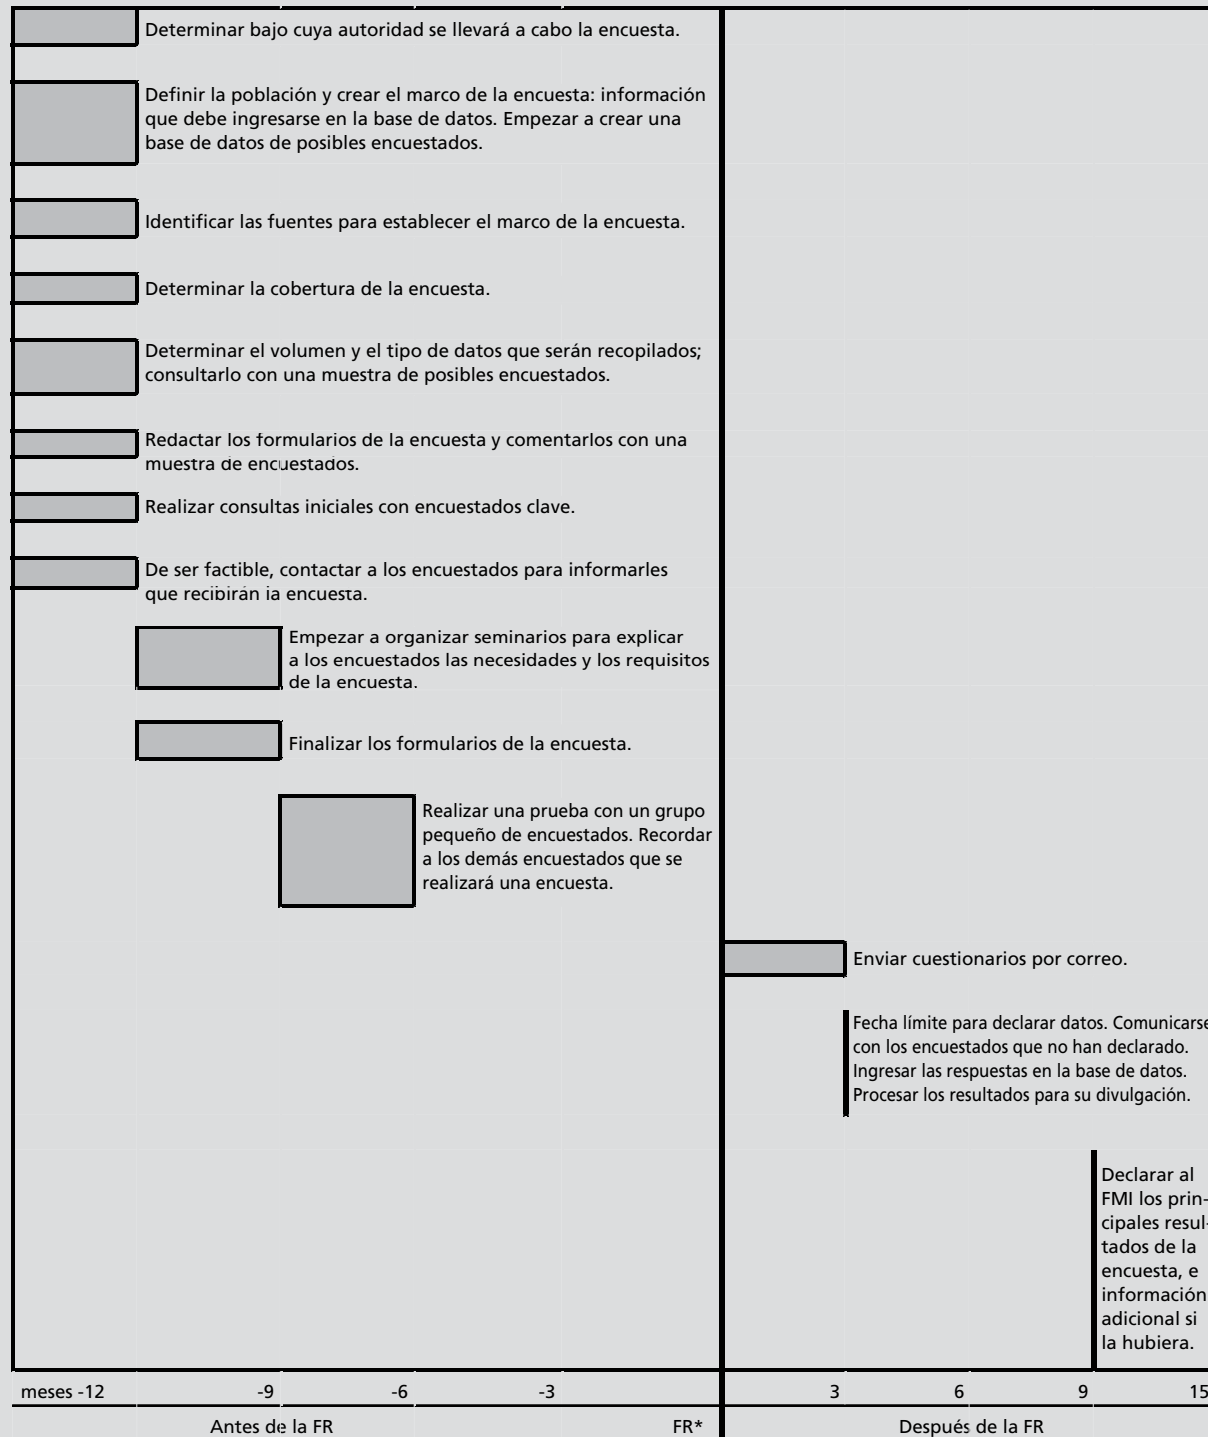 Determinar bajo cuya autoridad se llevará a cabo la encuesta.
Definir la población y crear el marco de la encuesta: información
que debe ingresarse en la base de datos. Empezar a crear una
base de datos de posibles encuestados.
Identificar las fuentes para establecer el marco de la encuesta.
Determinar la cobertura de la encuesta.
Determinar el volumen y el tipo de datos que serán recopilados;
consultarlo con una muestra de posibles encuestados.
Redactar los formularios de la encuesta y comentarlos con una
muestra de encuestados.
Realizar consultas iniciales con encuestados clave.
De ser factible, contactar a los encuestados para informarles
que recibirán la encuesta.
Empezar a organizar seminarios para explicar
a los encuestados las necesidades y los requisitos
de la encuesta.
Finalizar los formularios de la encuesta.
Realizar una prueba con un grupo
pequeño de encuestados. Recordar
a los demás encuestados que se
realizará una encuesta.
Enviar cuestionarios por correo.
Fecha límite para declarar datos. Comunicarse
con los encuestados que no han declarado.
Ingresar las respuestas en la base de datos.
Procesar los resultados para su divulgación.
Declarar al
FMI los prin-
cipales resul-
tados de la
encuesta, e
información
adicional si
la hubiera.
meses -12 -9 -6 -3 3 6 9 15
Antes de la FR FR* Después de la FR